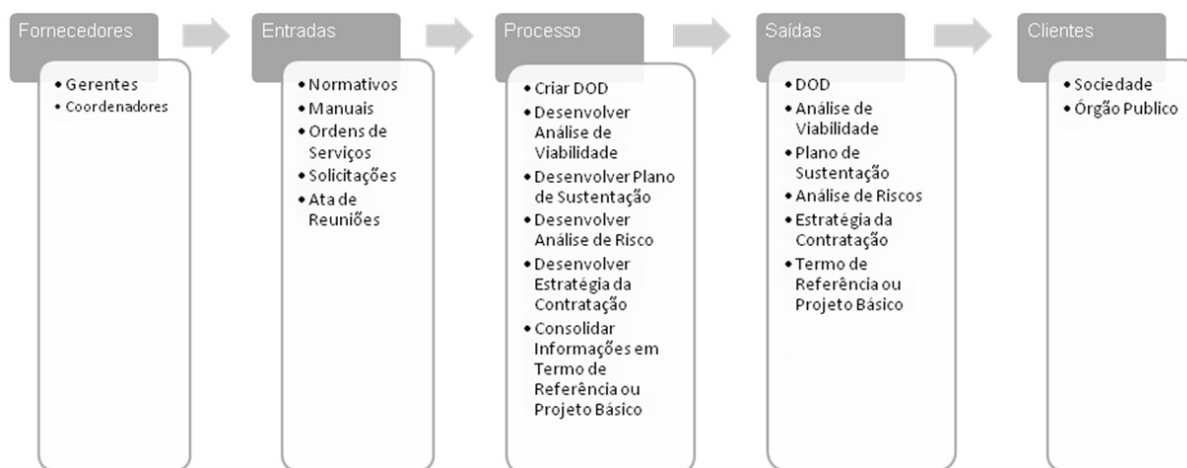 Fornecedores
• Gerentes
• Coordenadores
Entradas
• Normativos
• Manuais
• Ordens de
Serviços
• Solicitações
• Ata de
Reuniões
Processo
• Criar DOD
• Desenvolver
Análise de
Viabilidade
• Desenvolver Plano
de Sustentação
• Desenvolver
Análise de Risco
• Desenvolver
Estratégia da
Contratação
• Consolidar
Informações em
Termo de
Referência ou
Projeto Básico
Saídas
• DOD
• Análise de
Viabilidade
• Plano de
Sustentação
• Análise de Riscos
• Estratégia da
Contratação
• Termo de
Referência ou
Projeto Básico
Clientes
• Sociedade
• Órgão Publico